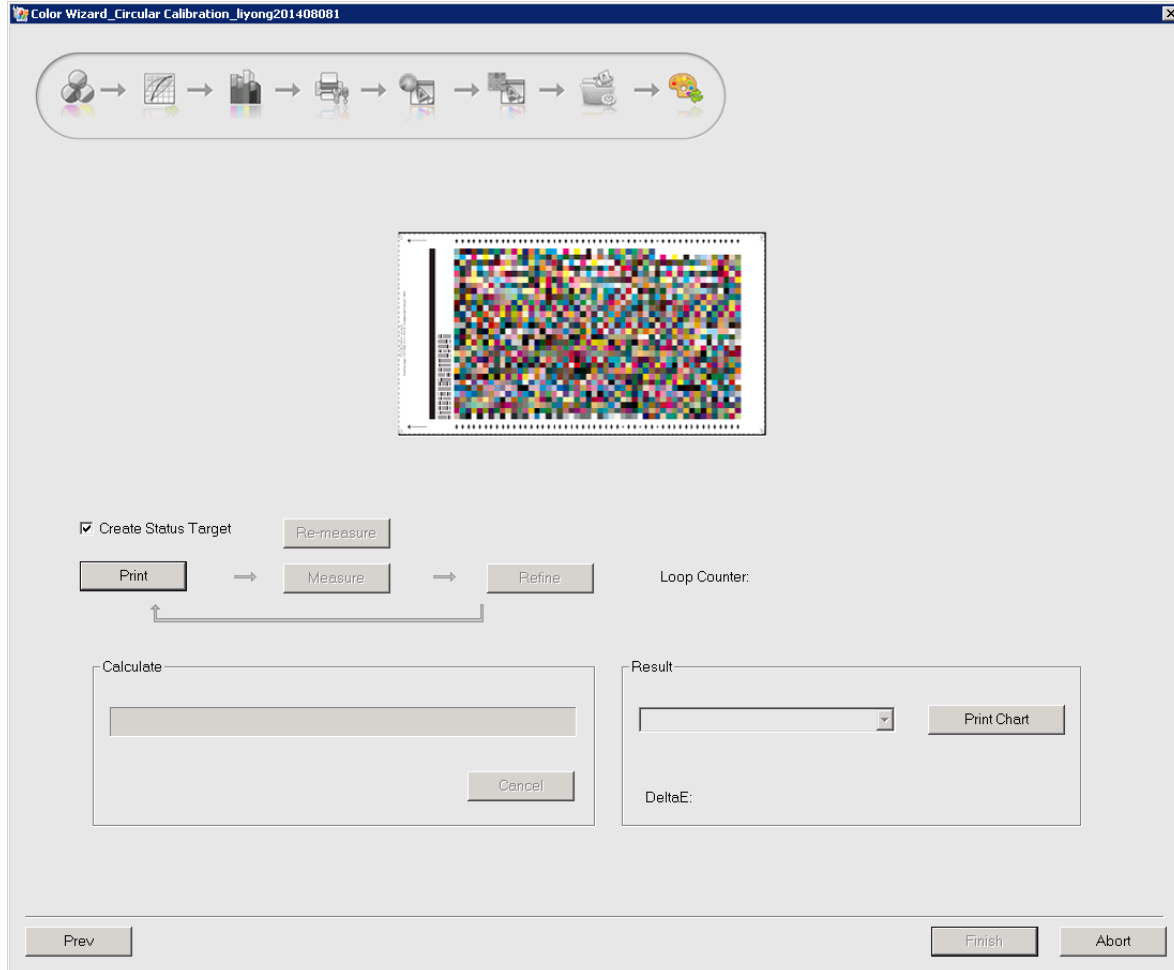 Color Wizard_Circular Calibration_liyong201408081
Create Status Target
Re-measure
Print
Measure
Refine
Loop Counter:
Calculate
Result
Print Chart
Cancel
DeltaE:
Prev
Finish
Abort